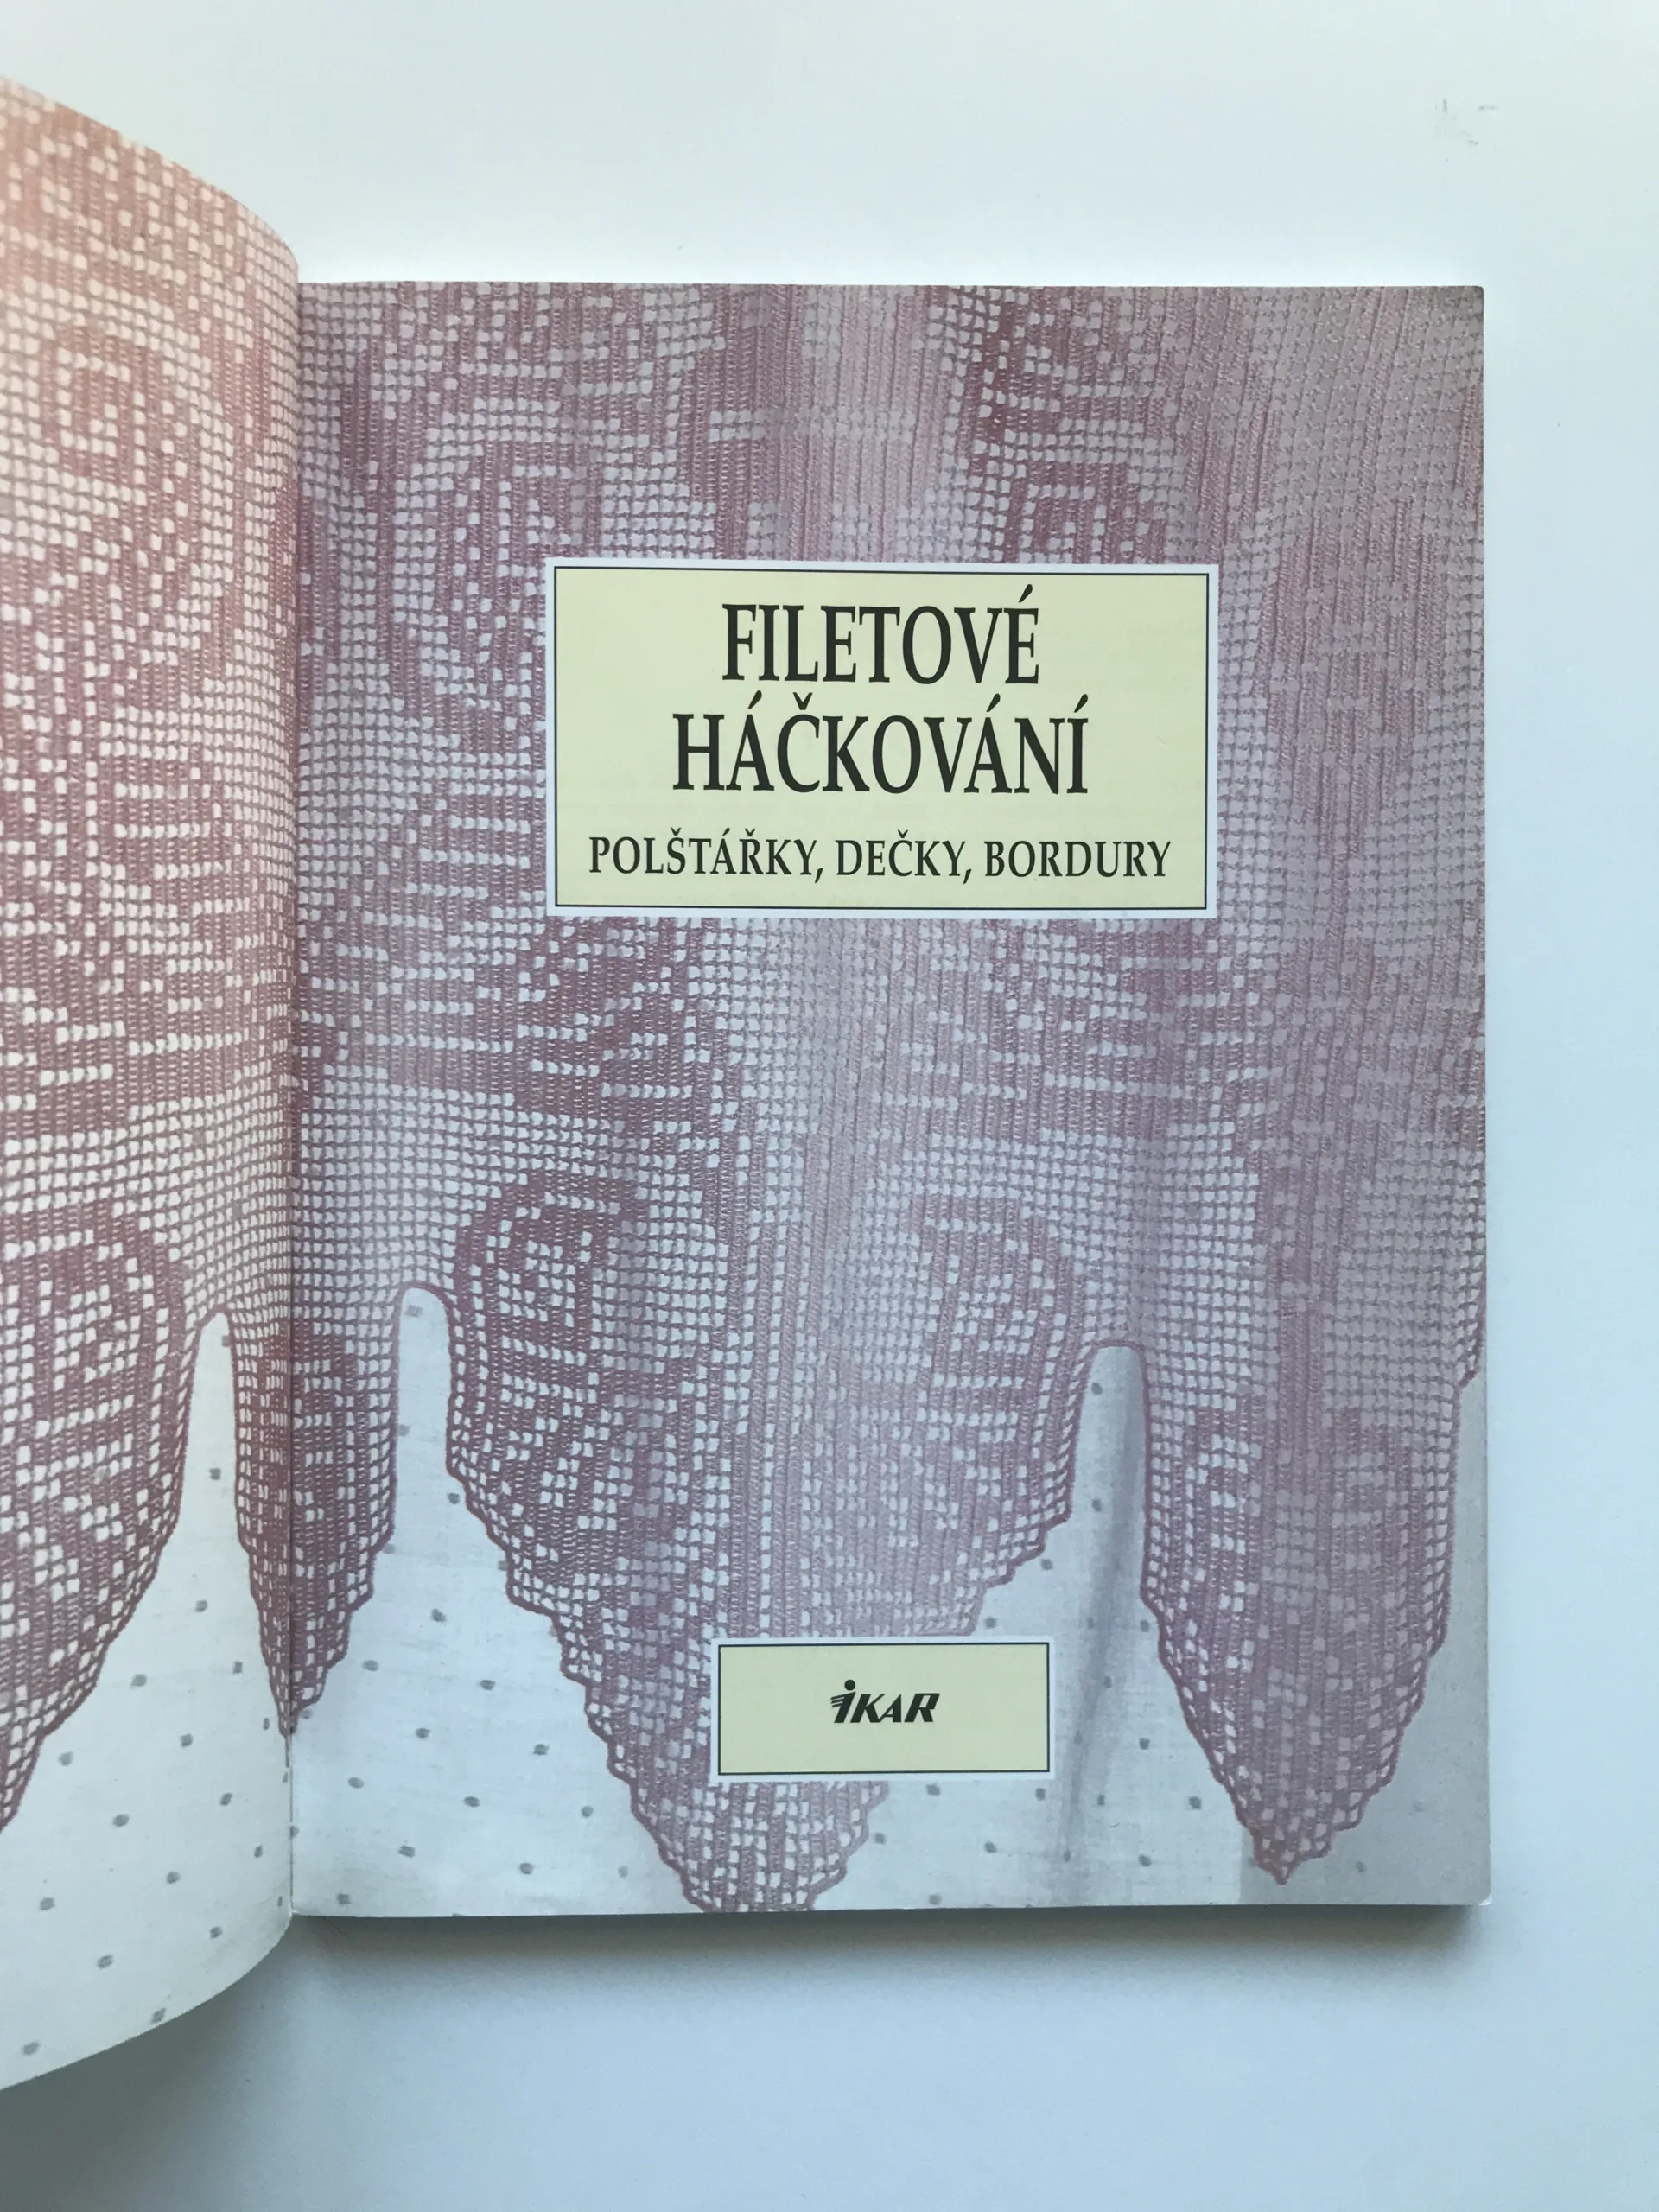 FILETOVÉ
HÁČKOVÁNÍ
POLŠTÁŘKY, DEČKY, BORDURY
IKAR